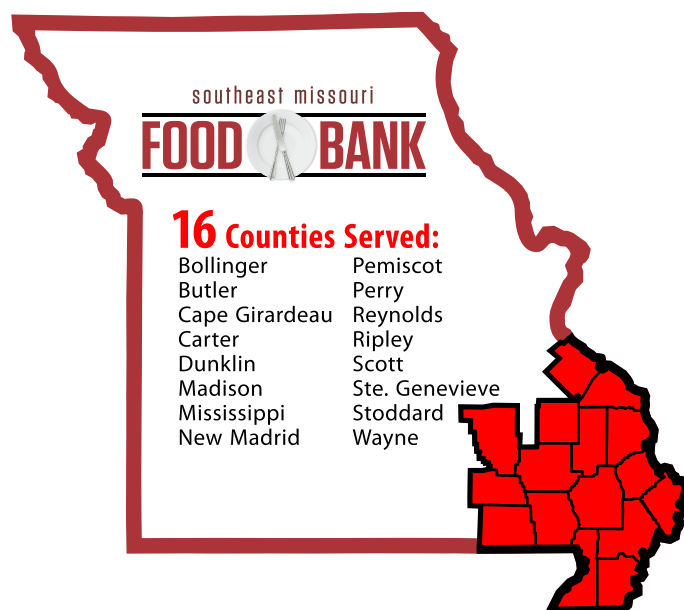 southeast missouri
FOOD BANK
16 Counties Served:
Bollinger
Butler
Cape Girardeau
Carter
Dunklin
Madison
Mississippi
New Madrid
Pemiscot
Perry
Reynolds
Ripley
Scott
Ste. Genevieve
Stoddard
Wayne